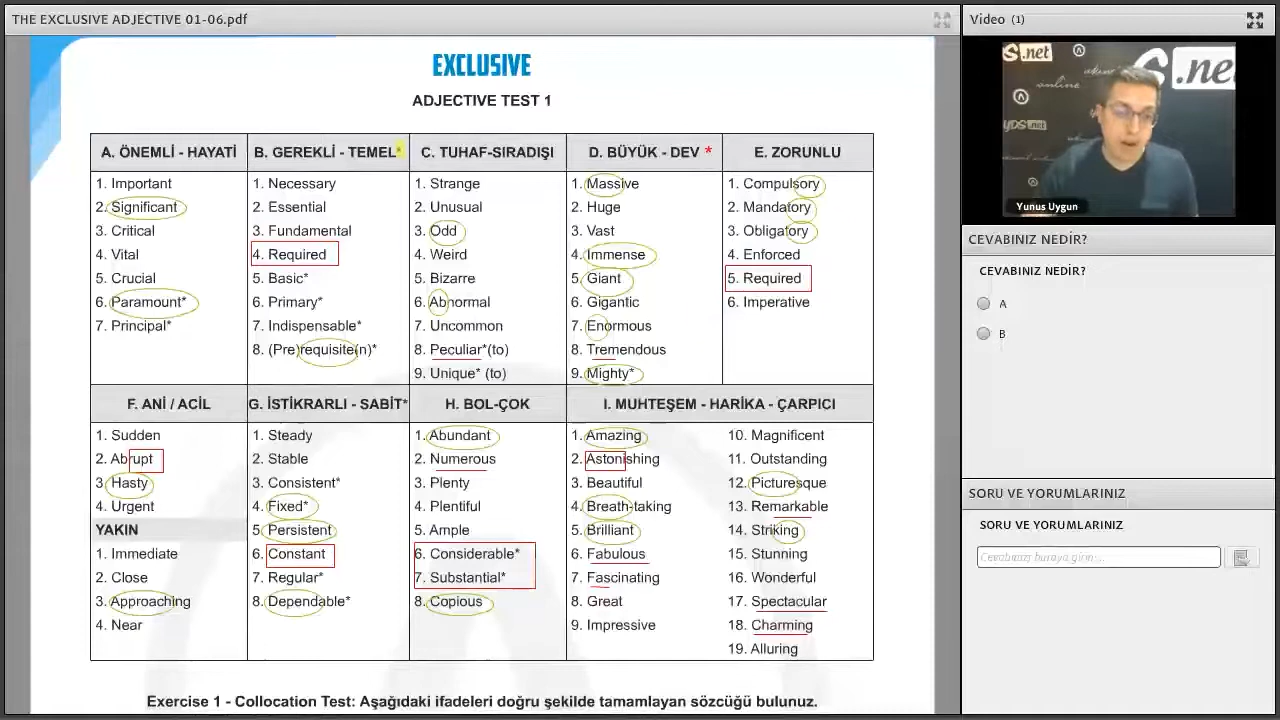 THE EXCLUSIVE ADJECTIVE 01-06.pdf
EXCLUSIVE
ADJECTIVE TEST 1
A. ÖNEMLİ - HAYATİ
1. Important
2. Significant
3. Critical
4. Vital
5. Crucial
6. Paramount*
7. Principal*
B. GEREKLİ - TEMEL*
1. Necessary
2. Essential
3. Fundamental
4. Required
5. Basic*
6. Primary*
7. Indispensable*
8. (Pre)requisite(n)*
C. TUHAF-SIRADIŞI
1. Strange
2. Unusual
3. Odd
4. Weird
5. Bizarre
6. Abnormal
7. Uncommon
8. Peculiar*(to)
9. Unique* (to)
D. BÜYÜK - DEV *
1. Massive
2. Huge
3. Vast
4. Immense
5. Giant
6. Gigantic
7. Enormous
8. Tremendous
9. Mighty*
E. ZORUNLU
1. Compulsory
2. Mandatory
3. Obligatory
4. Enforced
5. Required
6. Imperative
F. ANİ / ACİL
1. Sudden
2. Abrupt
3 Hasty
4. Urgent
YAKIN
1. Immediate
2. Close
3. Approaching
4. Near
G. İSTİKRARLI - SABİT*
1. Steady
2. Stable
3. Consistent*
4. Fixed*
5 Persistent
6. Constant
7. Regular*
8. Dependable*
H. BOL-ÇOK
1. Abundant
2. Numerous
3. Plenty
4. Plentiful
5. Ample
6. Considerable*
7. Substantial*
8. Copious
I. MUHTEŞEM - HARİKA - ÇARPICI
1. Amazing
2. Astonishing
3. Beautiful
4. Breath-taking
5. Brilliant
6. Fabulous
7. Fascinating
8. Great
9. Impressive
10. Magnificent
11. Outstanding
12. Picturesque
13. Remarkable
14. Striking
15. Stunning
16. Wonderful
17. Spectacular
18. Charming
19. Alluring
Exercise 1 - Collocation Test: Aşağıdaki ifadeleri doğru şekilde tamamlayan sözcüğü bulunuz.
Video (1)
S.net
S.net
online
YDS.net
Yunus Uygun
CEVABINIZ NEDİR?
CEVABINIZ NEDİR?
A
B
SORU VE YORUMLARINIZ
SORU VE YORUMLARINIZ
Cevabınızı buraya girin...